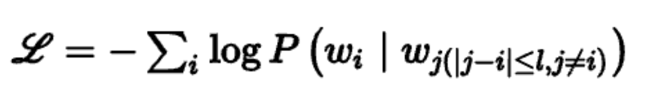 ℒ = −∑ᵢ log P (wᵢ | w_{j(|j−i|≤l,j≠i)})